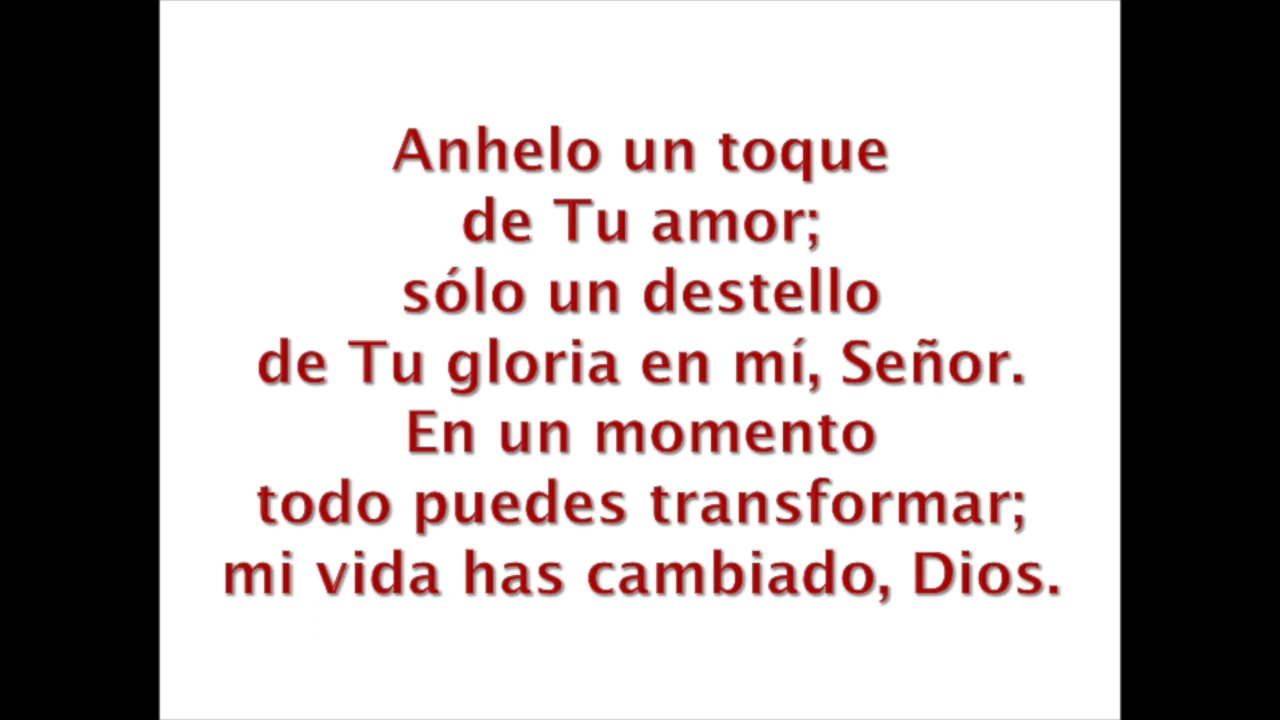 Anhelo un toque
de Tu amor;
sólo un destello
de Tu gloria en mí, Señor.
En un momento
todo puedes transformar;
mi vida has cambiado, Dios.